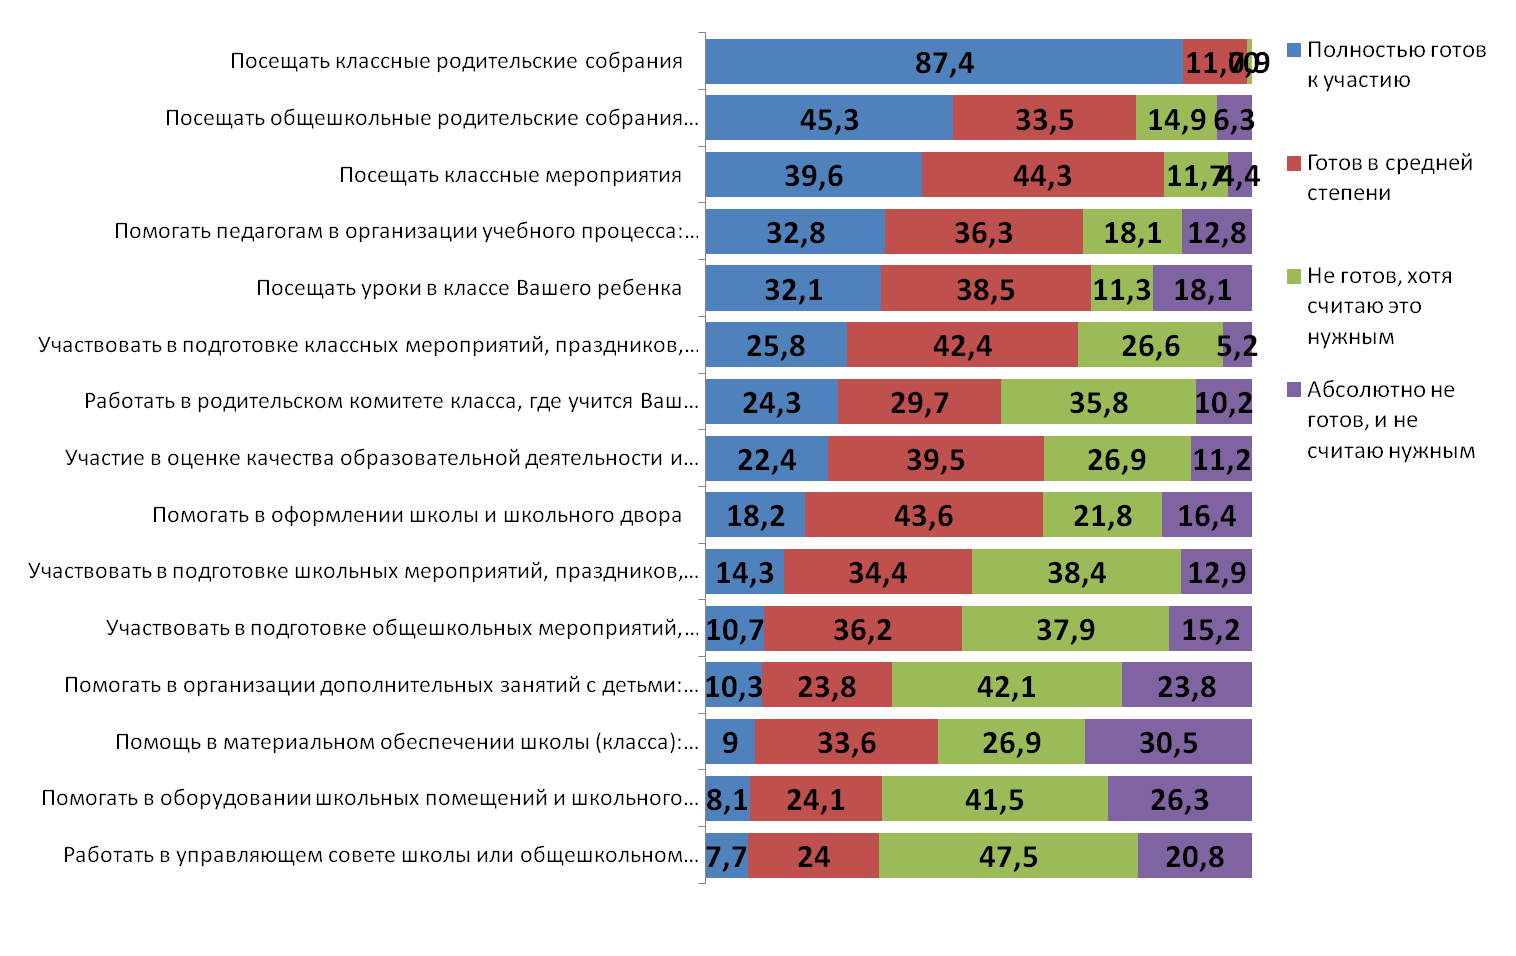 Посещать классные родительские собрания
87,4
Посещать общешкольные родительские собрания...
45,3 33,5 14,9 6,3
Посещать классные мероприятия
39,6 44,3 11,7 4,4
Помогать педагогам в организации учебного процесса:...
32,8 36,3 18,1 12,8
Посещать уроки в классе Вашего ребенка
32,1 38,5 11,3 18,1
Участвовать в подготовке классных мероприятий, праздников,...
25,8 42,4 26,6 5,2
Работать в родительском комитете класса, где учится Ваш...
24,3 29,7 35,8 10,2
Участие в оценке качества образовательной деятельности и...
22,4 39,5 26,9 11,2
Помогать в оформлении школы и школьного двора
18,2 43,6 21,8 16,4
Участвовать в подготовке школьных мероприятий, праздников,...
14,3 34,4 38,4 12,9
Участвовать в подготовке общешкольных мероприятий,...
10,7 36,2 37,9 15,2
Помогать в организации дополнительных занятий с детьми:...
10,3 23,8 42,1 23,8
Помощь в материальном обеспечении школы (класса):...
9 33,6 26,9 30,5
Помогать в оборудовании школьных помещений и школьного...
8,1 24,1 41,5 26,3
Работать в управляющем совете школы или общешкольном...
7,7 24 47,5 20,8
Полностью готов
к участию
Готов в средней
степени
Не готов, хотя
считаю это
нужным
Абсолютно не
готов, и не
считаю нужным